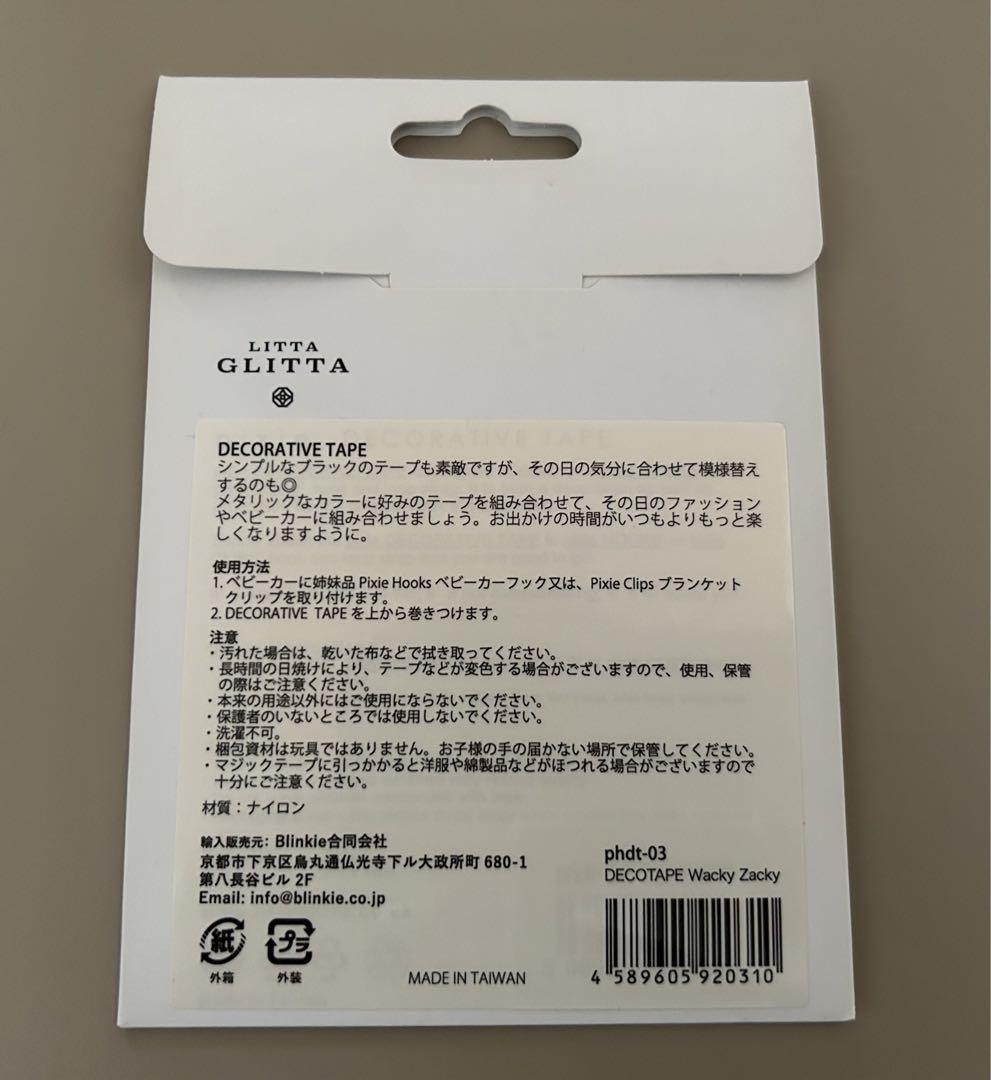 LITTA
GLITTA
DECORATIVE TAPE
シンプルなブラックのテープも素敵ですが、その日の気分に合わせて模様替え
するのも◎
メタリックなカラーに好みのテープを組み合わせて、その日のファッション
やベビーカーに組み合わせましょう。お出かけの時間がいつもよりもっと楽
しくなりますように。
使用方法
1. ベビーカーに姉妹品 Pixie Hooks ベビーカーフック又は、Pixie Clips ブランケット
クリップを取り付けます。
2. DECORATIVE TAPE を上から巻きつけます。
注意
・汚れた場合は、乾いた布などで拭き取ってください。
・長時間の日焼けにより、テープなどが変色する場合がございますので、使用、保管
の際はご注意ください。
・本来の用途以外にはご使用にならないでください。
・保護者のいないところでは使用しないでください。
・洗濯不可。
・梱包資材は玩具ではありません。お子様の手の届かない場所で保管してください。
・マジックテープに引っかかると洋服や綿製品などがほつれる場合がございますので
十分にご注意ください。
材質：ナイロン
輸入販売元: Blinkie合同会社
京都市下京区烏丸通仏光寺下ル大政所町 680-1
第八長谷ビル 2F
Email: info@blinkie.co.jp
紙
外箱
プラ
外装
MADE IN TAIWAN
phdt-03
DECOTAPE Wacky Zacky
4 589605 920310